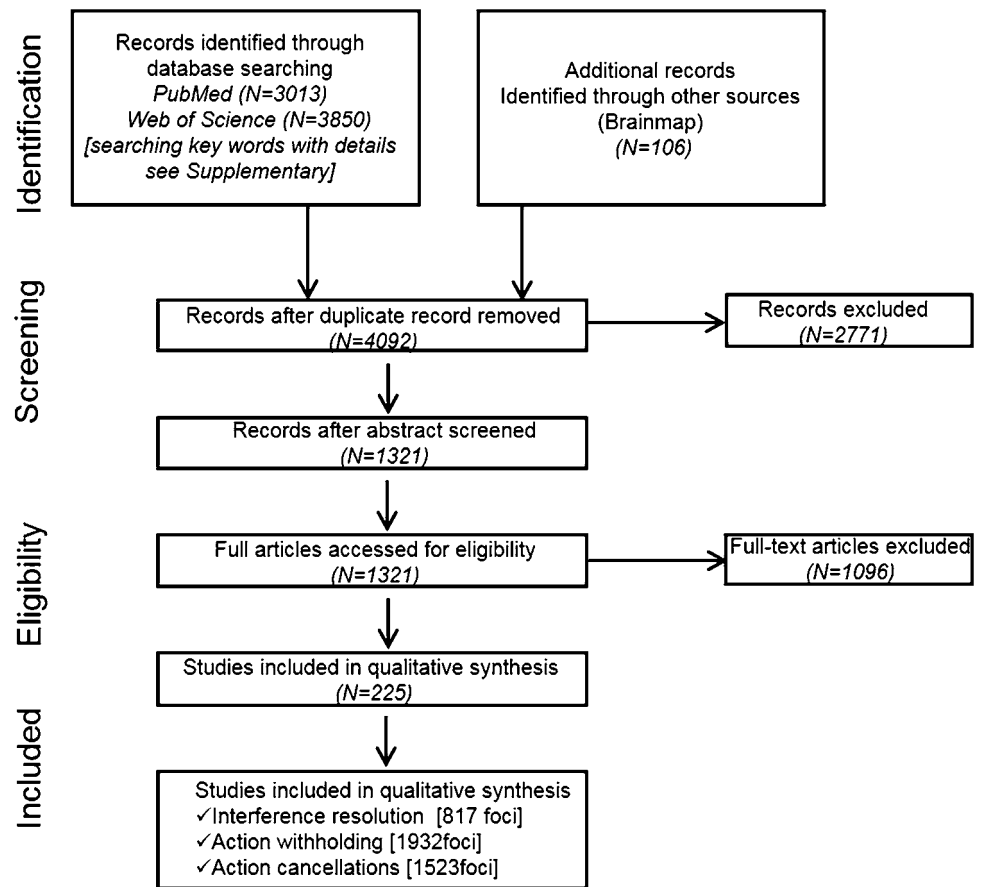 Identification
Records identified through
database searching
PubMed (N=3013)
Web of Science (N=3850)
[searching key words with details
see Supplementary]
Additional records
Identified through other sources
(Brainmap)
(N=106)
Screening
Records after duplicate record removed
(N=4092)
Records excluded
(N=2771)
Records after abstract screened
(N=1321)
Eligibility
Full articles accessed for eligibility
(N=1321)
Full-text articles excluded
(N=1096)
Studies included in qualitative synthesis
(N=225)
Included
Studies included in qualitative synthesis
✓Interference resolution [817 foci]
✓Action withholding [1932foci]
✓Action cancellations [1523foci]